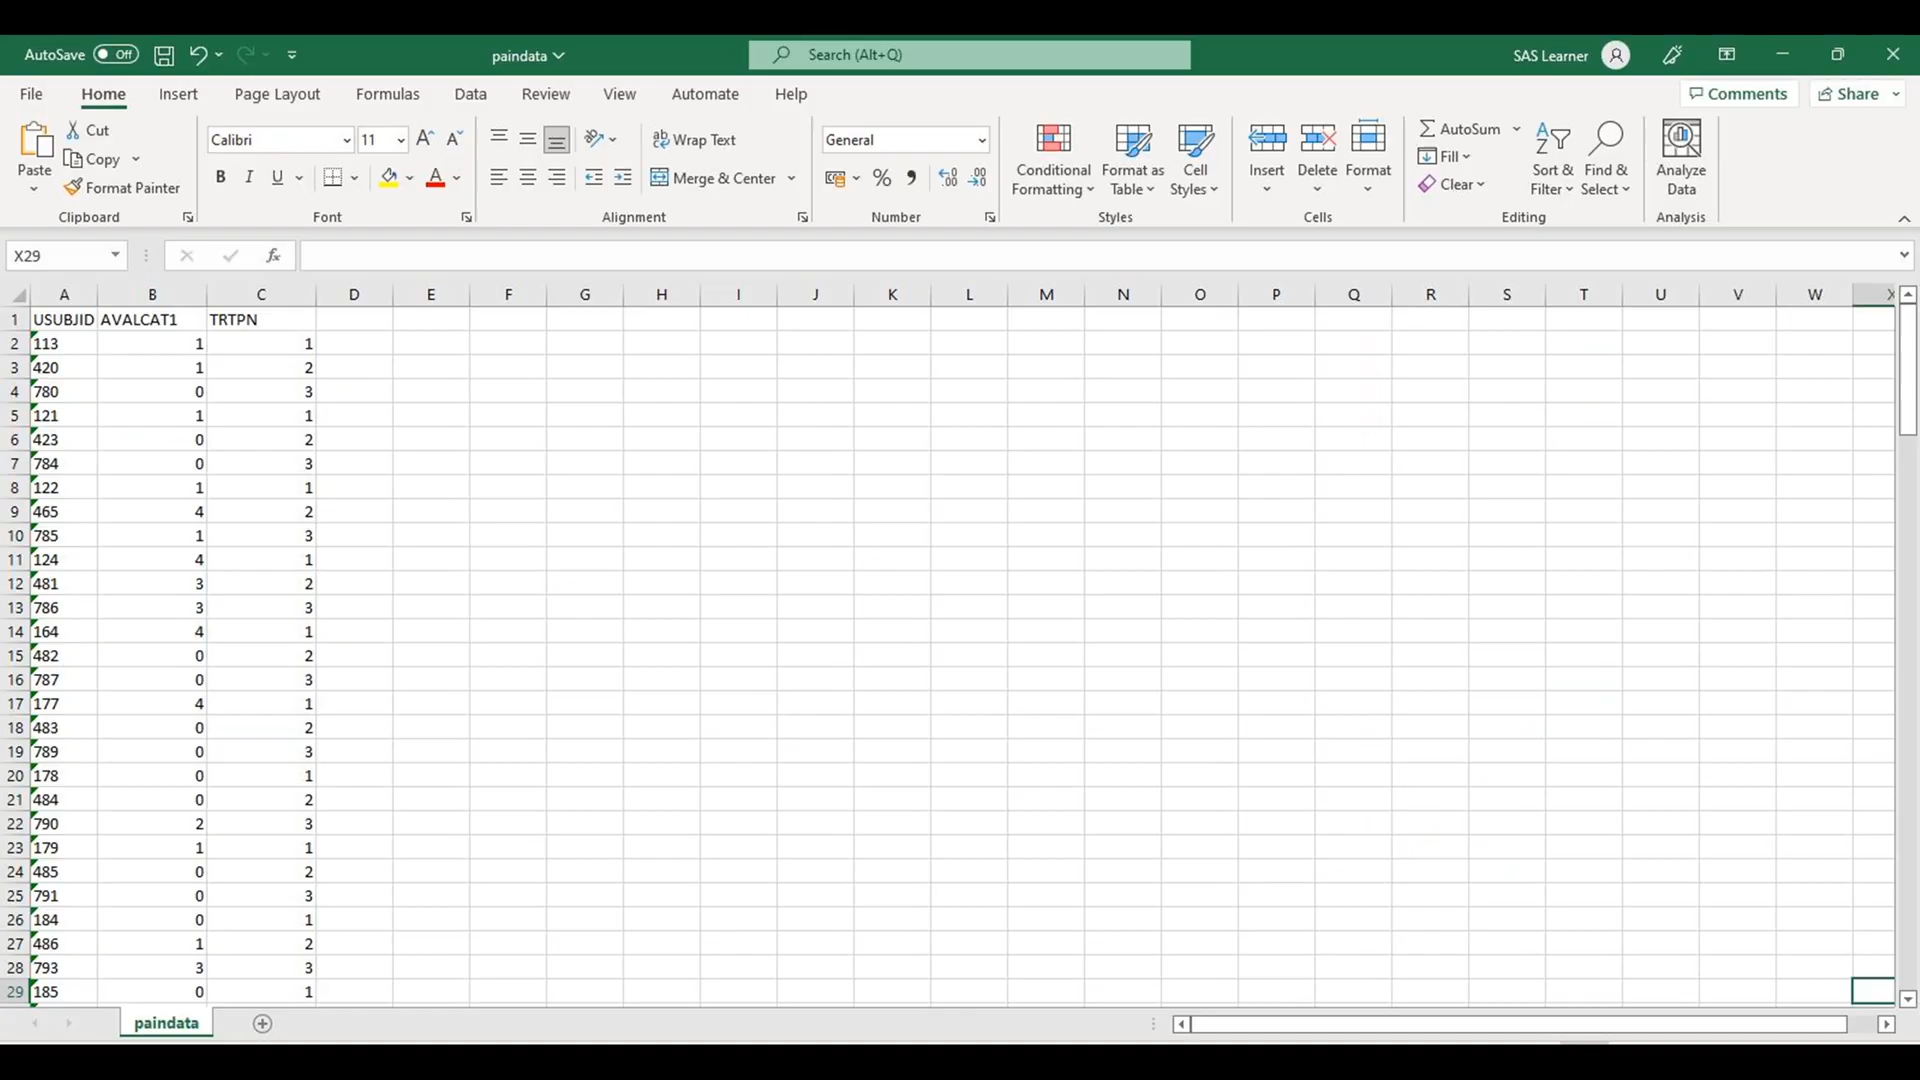 AutoSave Off paindata Search (Alt+Q) SAS Learner
File Home Insert Page Layout Formulas Data Review View Automate Help Comments Share
Paste Cut
Copy
Format Painter
Clipboard
Calibri 11
B I U
Font
Wrap Text
Merge & Center
Alignment
General
%
Number
Conditional Formatting
Format as Table
Cell Styles
Styles
Insert Delete Format
Cells
AutoSum
Fill
Clear
Sort & Filter
Find & Select
Editing
Analyze Data
Analysis
X29 fx
A B C D E F G H I J K L M N O P Q R S T U V W X
1 USUBJID AVALCAT1 TRTPN
2 113 1 1
3 420 1 2
4 780 0 3
5 121 1 1
6 423 0 2
7 784 0 3
8 122 1 1
9 465 4 2
10 785 1 3
11 124 4 1
12 481 3 2
13 786 3 3
14 164 4 1
15 482 0 2
16 787 0 3
17 177 4 1
18 483 0 2
19 789 0 3
20 178 0 1
21 484 0 2
22 790 2 3
23 179 1 1
24 485 0 2
25 791 0 3
26 184 0 1
27 486 1 2
28 793 3 3
29 185 0 1
paindata